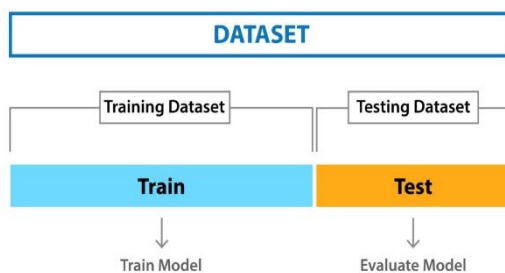 DATASET
Training Dataset
Testing Dataset
Train
Test
Train Model
Evaluate Model